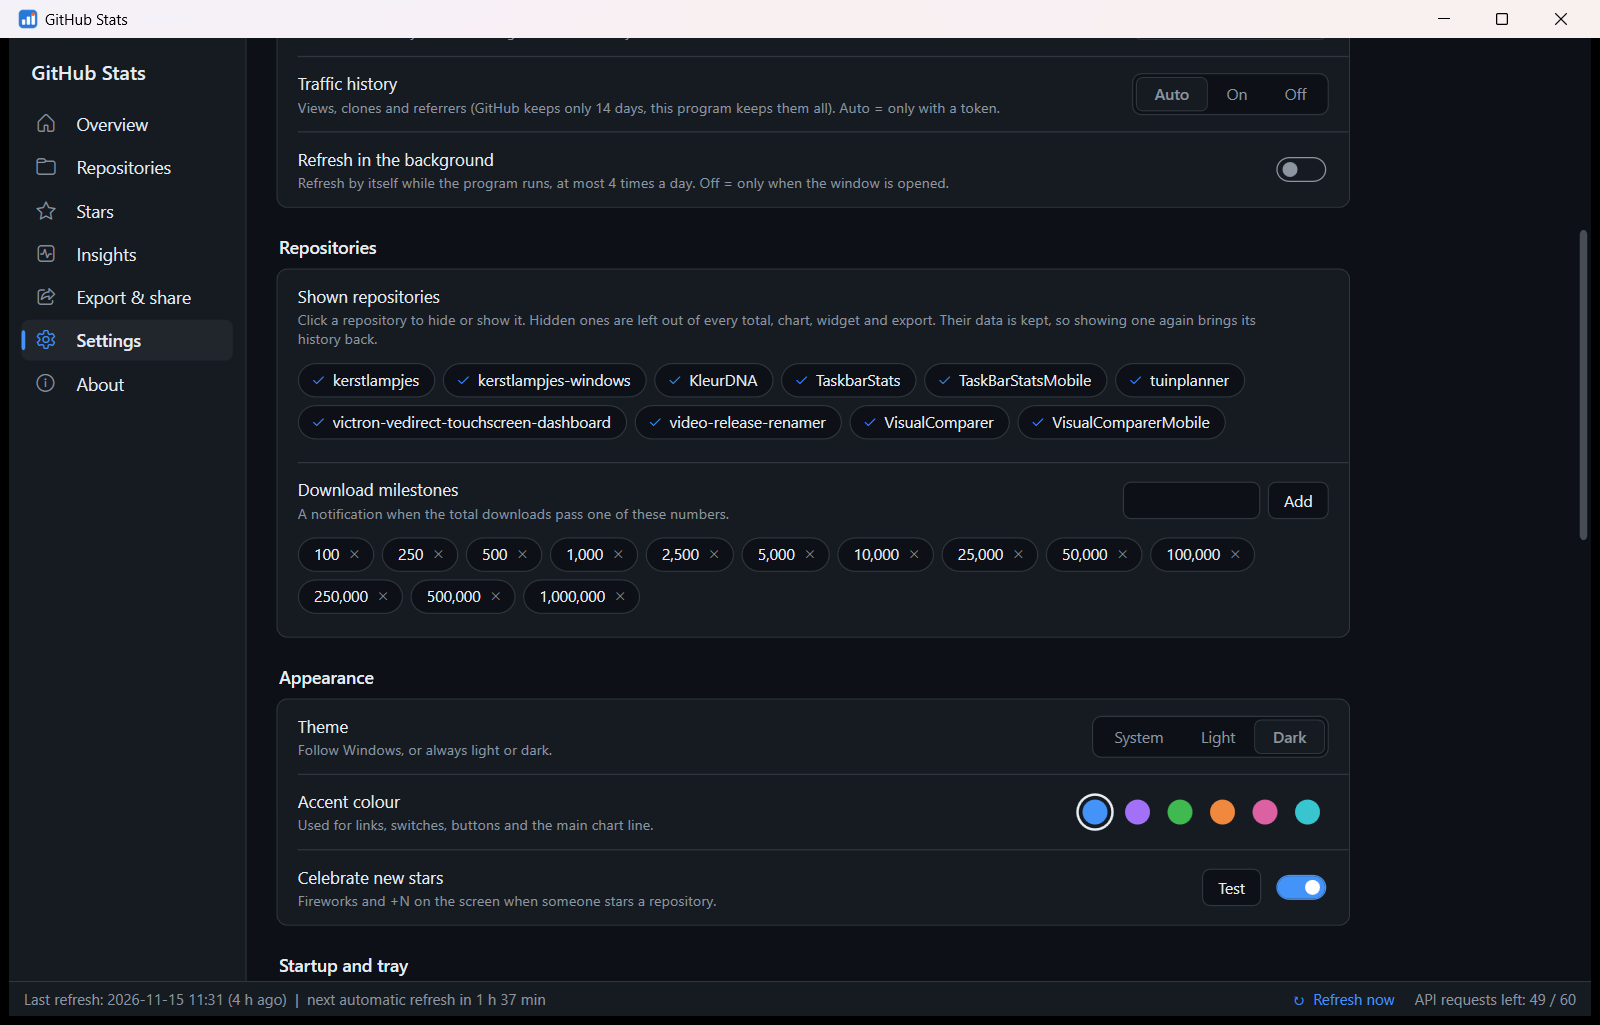 GitHub Stats
GitHub Stats
Overview
Repositories
Stars
Insights
Export & share
Settings
About
Traffic history
Views, clones and referrers (GitHub keeps only 14 days, this program keeps them all). Auto = only with a token.
Auto On Off
Refresh in the background
Refresh by itself while the program runs, at most 4 times a day. Off = only when the window is opened.
Repositories
Shown repositories
Click a repository to hide or show it. Hidden ones are left out of every total, chart, widget and export. Their data is kept, so showing one again brings its
history back.
kerstlampjes kerstlampjes-windows KleurDNA TaskbarStats TaskBarStatsMobile tuinplanner
victron-vedirect-touchscreen-dashboard video-release-renamer VisualComparer VisualComparerMobile
Download milestones
A notification when the total downloads pass one of these numbers.
Add
100 × 250 × 500 × 1,000 × 2,500 × 5,000 × 10,000 × 25,000 × 50,000 × 100,000 ×
250,000 × 500,000 × 1,000,000 ×
Appearance
Theme
Follow Windows, or always light or dark.
System Light Dark
Accent colour
Used for links, switches, buttons and the main chart line.
Celebrate new stars
Fireworks and +N on the screen when someone stars a repository.
Test
Startup and tray
Last refresh: 2026-11-15 11:31 (4 h ago) | next automatic refresh in 1 h 37 min
Refresh now API requests left: 49 / 60